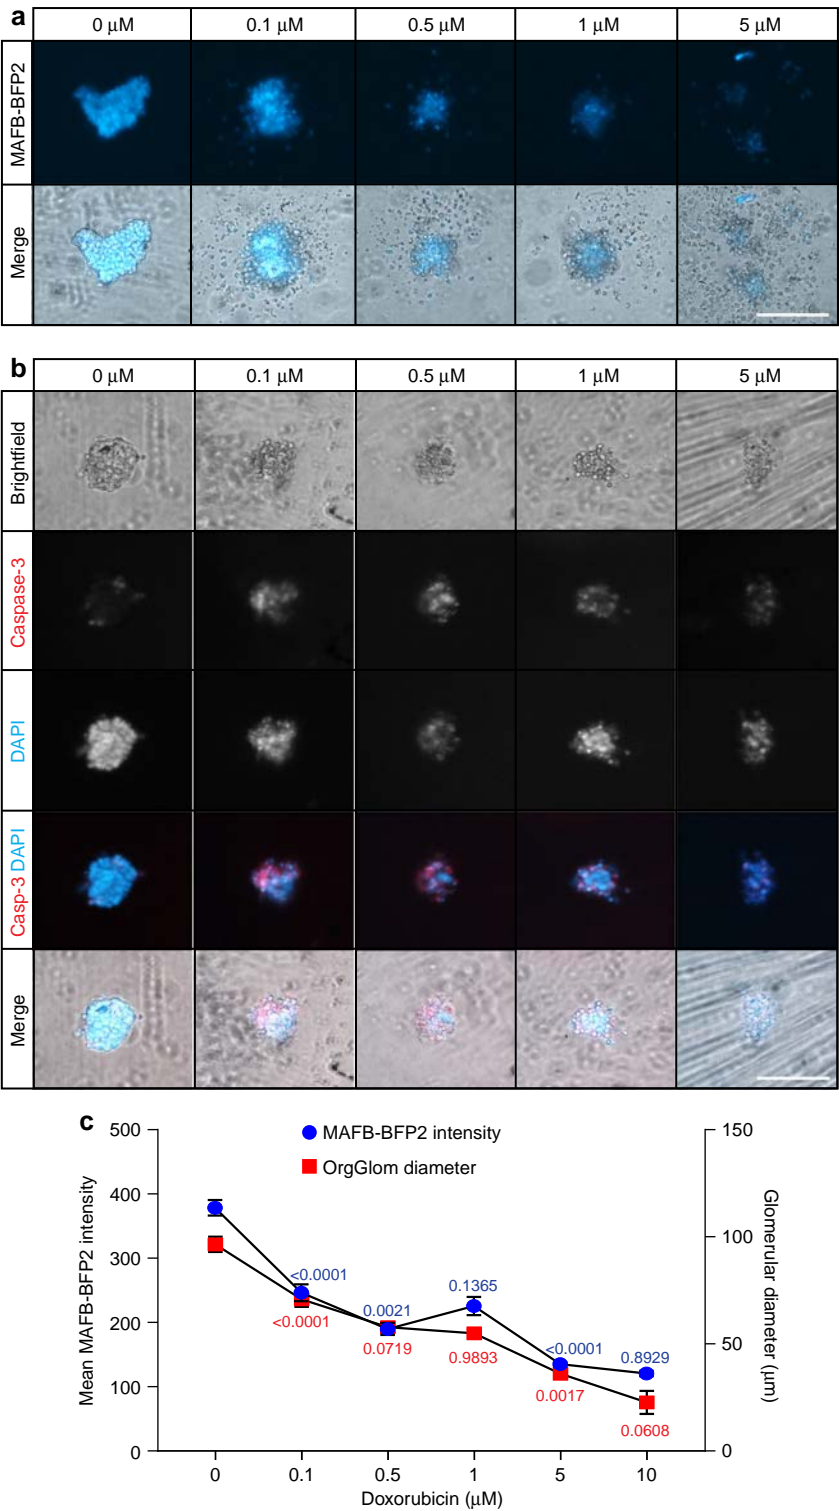 a
0 μM 0.1 μM 0.5 μM 1 μM 5 μM
MAFB-BFP2
Merge
b
0 μM 0.1 μM 0.5 μM 1 μM 5 μM
Brightfield
Caspase-3
DAPI
Casp-3 DAPI
Merge
c
MAFB-BFP2 intensity
OrgGlom diameter
Mean MAFB-BFP2 intensity
500
400
300
200
100
0
Glomerular diameter (μm)
150
100
50
0
<0.0001
<0.0001
0.0021
0.0719
0.1365
0.9893
<0.0001
0.0017
0.8929
0.0608
0 0.1 0.5 1 5 10
Doxorubicin (μM)